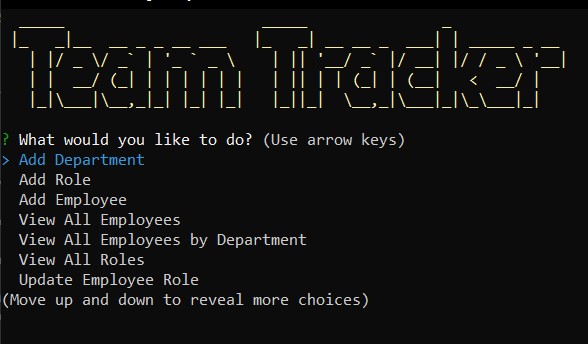 Team Tracker
? What would you like to do? (Use arrow keys)
> Add Department
Add Role
Add Employee
View All Employees
View All Employees by Department
View All Roles
Update Employee Role
(Move up and down to reveal more choices)